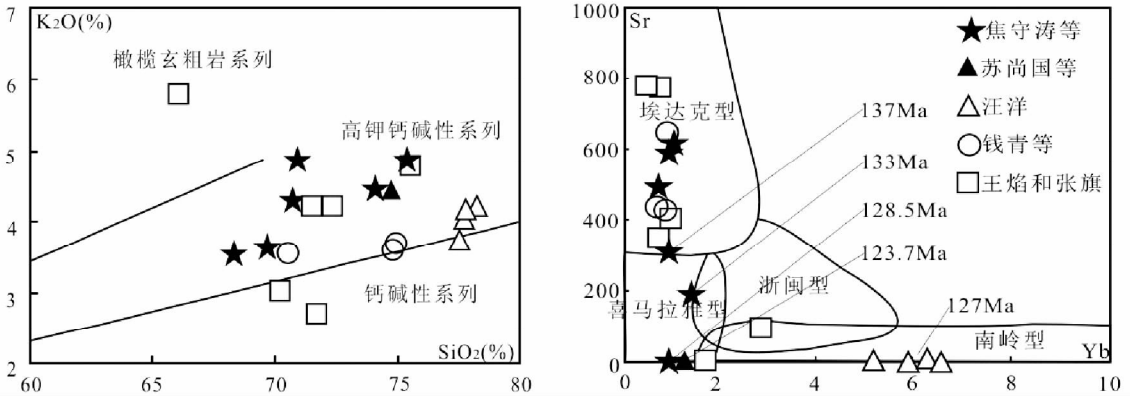 7
K₂O(%)
6
5
4
3
2
橄榄玄粗岩系列
高钾钙碱性系列
钙碱性系列
SiO₂(%)
60
65
70
75
80
1000
Sr
800
600
400
200
0
埃达克型
喜马拉雅型
浙闽型
南岭型
Yb
137Ma
133Ma
128.5Ma
123.7Ma
127Ma
焦守涛等
苏尚国等
汪洋
钱青等
王焰和张旗
0
2
4
6
8
10